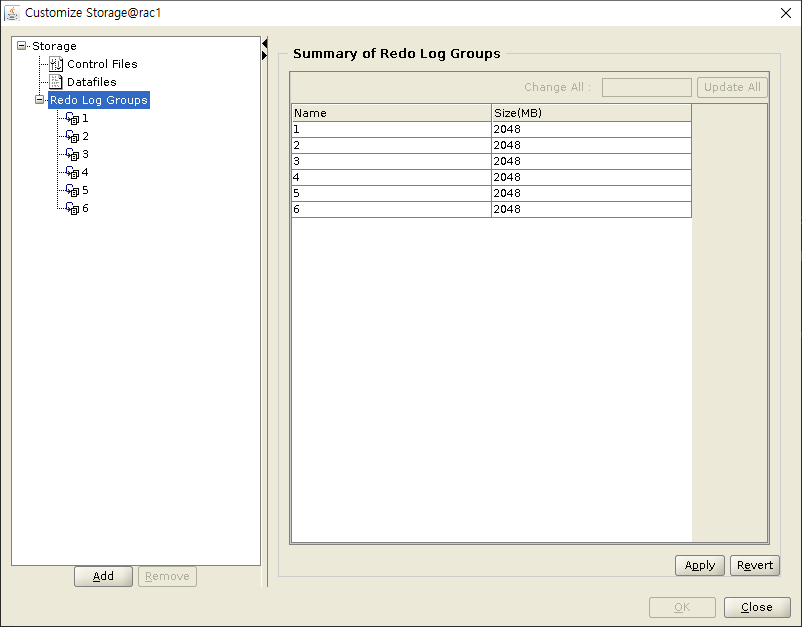 Customize Storage@rac1
Storage
Control Files
Datafiles
Redo Log Groups
1
2
3
4
5
6
Add Remove
Summary of Redo Log Groups
Change All : Update All
Name Size(MB)
1 2048
2 2048
3 2048
4 2048
5 2048
6 2048
Apply Revert
OK Close